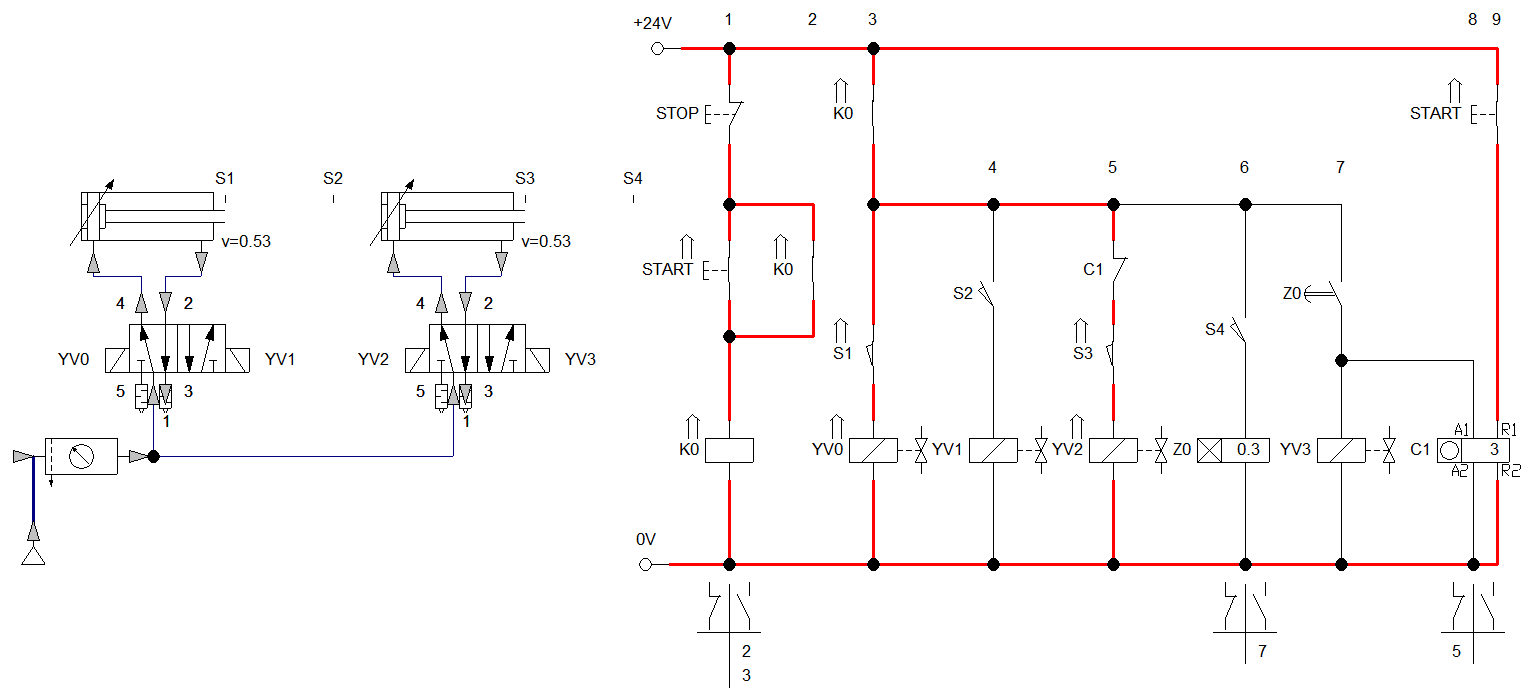 1 2 3 8 9
+24V
STOP K0 START
4 5 6 7
S1 S2 S3 S4
v=0.53 v=0.53
START K0 C1
S2 Z0
4 2 4 2
S4
S1 S3
YV0 YV1 YV2 YV3
5 3 5 3
1 1
A1 R1
K0 YV0 YV1 YV2 Z0 0.3 YV3 C1 3
A2 R2
0V
2 7 5
3